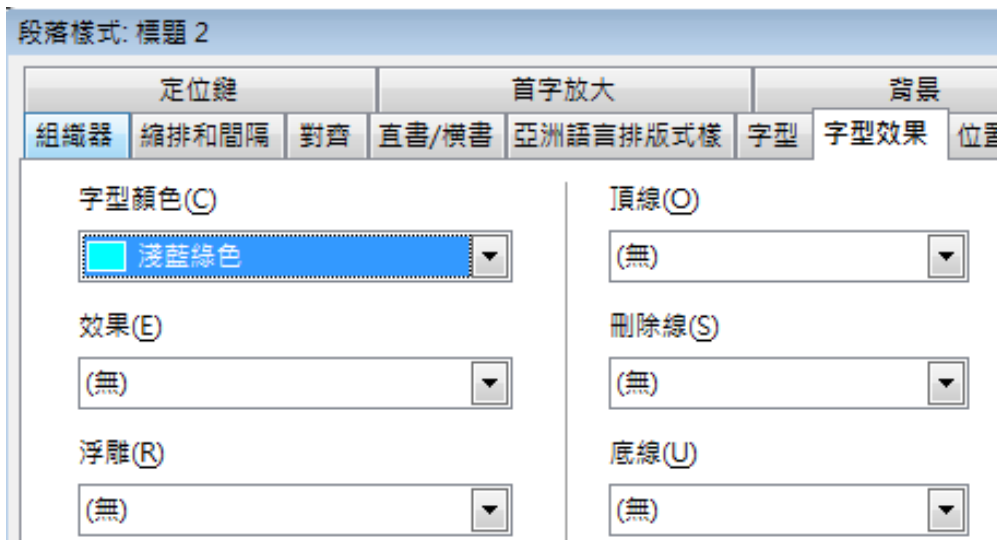 段落樣式: 標題 2
定位鍵 首字放大 背景
組織器 縮排和間隔 對齊 直書/橫書 亞洲語言排版式樣 字型 字型效果 位置
字型顏色(C) 頂線(O)
淺藍綠色 (無)
效果(E) 刪除線(S)
(無) (無)
浮雕(R) 底線(U)
(無) (無)